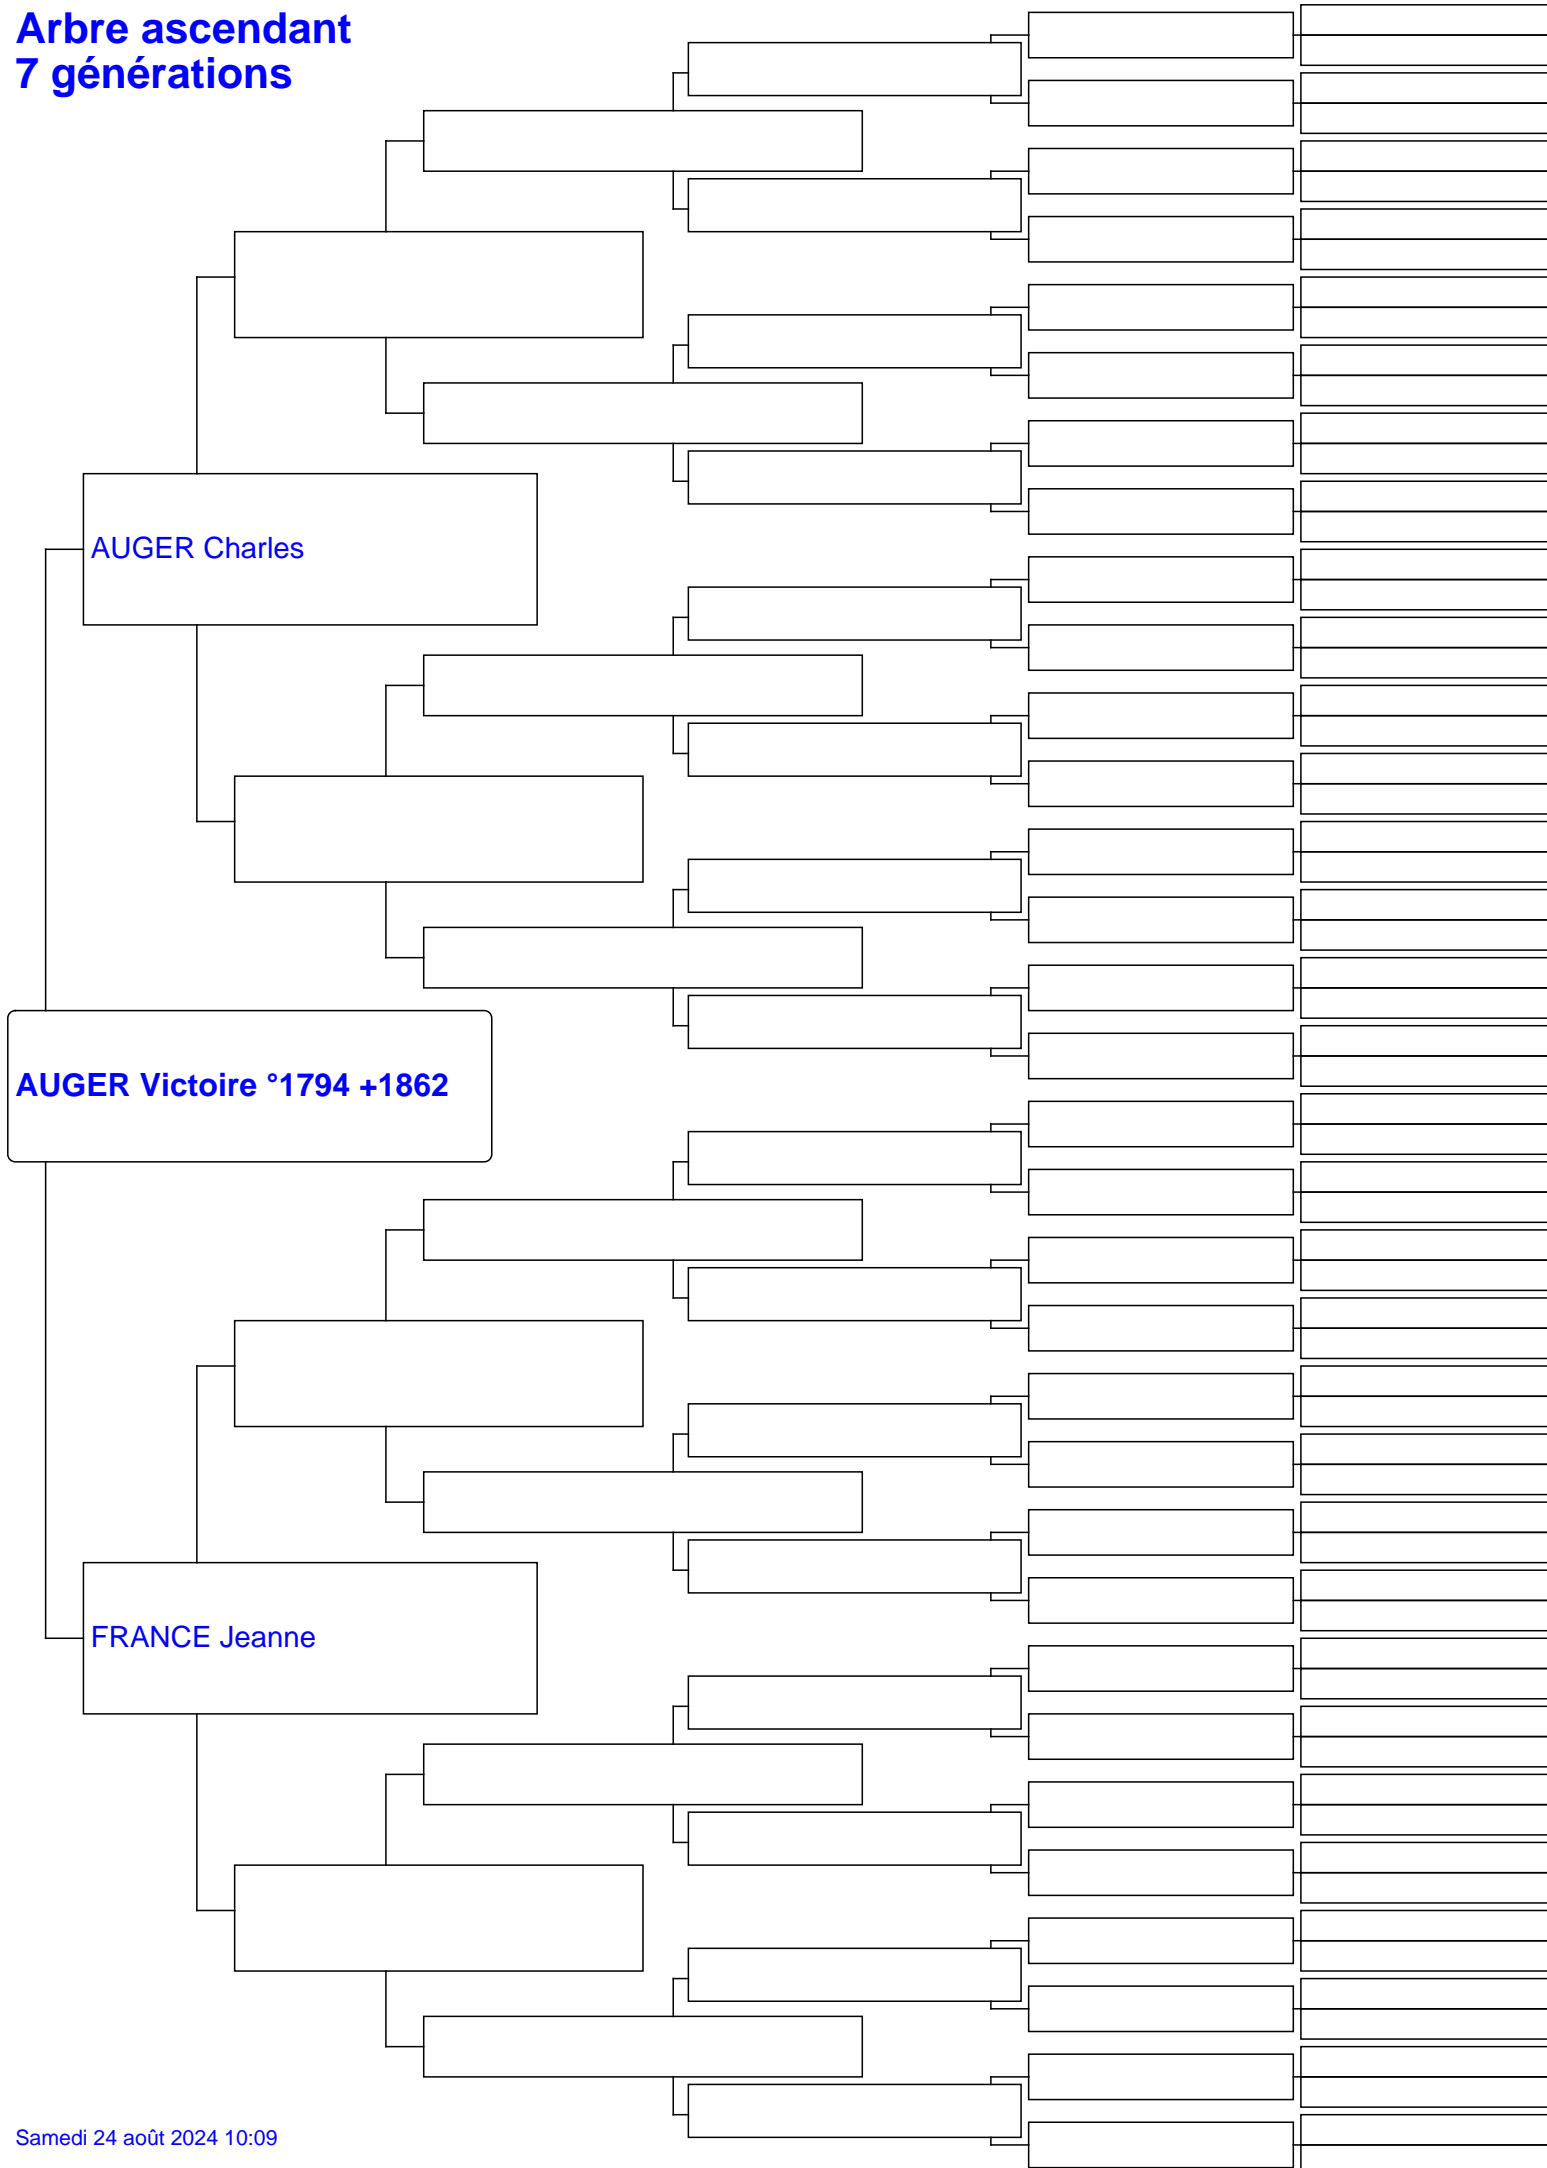 Arbre ascendant
7 générations
AUGER Charles
AUGER Victoire °1794 +1862
FRANCE Jeanne
Samedi 24 août 2024 10:09